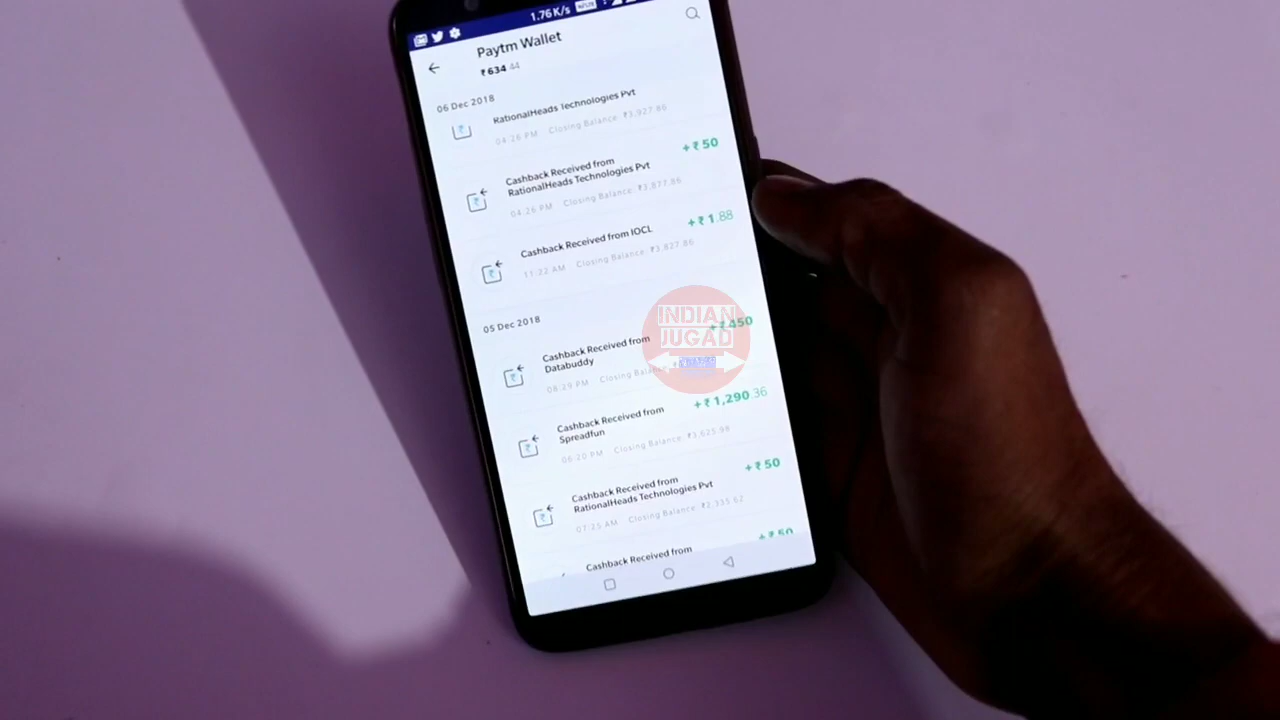 1.76 K/s
Paytm Wallet
₹634.44
06 Dec 2018
RationalHeads Technologies Pvt
04:26 PM Closing Balance: ₹3,927.86
+ ₹ 50
Cashback Received from
RationalHeads Technologies Pvt
04:26 PM Closing Balance: ₹3,877.86
+ ₹ 1.88
Cashback Received from IOCL
11:22 AM Closing Balance: ₹3,827.86
05 Dec 2018
INDIAN
JUGAD
+ ₹ 450
Cashback Received from
Databuddy
08:29 PM Closing
+ ₹ 1,290.36
Cashback Received from
Spreadfun
06:20 PM Closing Balance: ₹3,625.98
+ ₹ 50
Cashback Received from
RationalHeads Technologies Pvt
07:25 AM Closing Balance: ₹2,335.62
+ ₹ 50
Cashback Received from